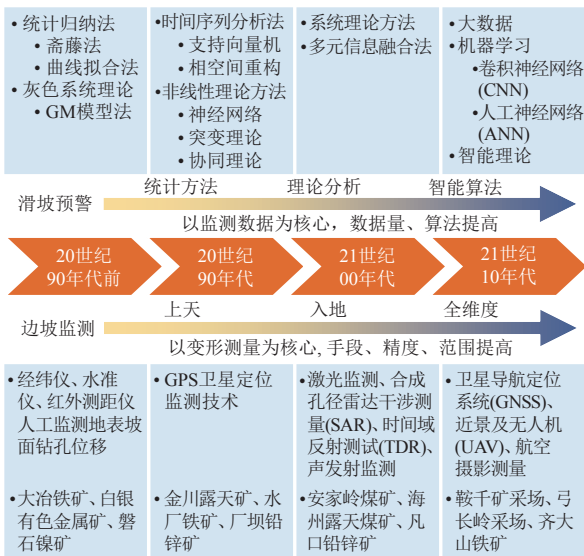 • 统计归纳法
• 斋藤法
• 曲线拟合法
• 灰色系统理论
• GM模型法
• 时间序列分析法
• 支持向量机
• 相空间重构
• 非线性理论方法
• 神经网络
• 突变理论
• 协同理论
• 系统理论方法
• 多元信息融合法
• 大数据
• 机器学习
• 卷积神经网络
(CNN)
• 人工神经网络
(ANN)
• 智能理论
滑坡预警
统计方法
理论分析
智能算法
以监测数据为核心，数据量、算法提高
20世纪
90年代前
20世纪
90年代
21世纪
00年代
21世纪
10年代
边坡监测
上天
入地
全维度
以变形测量为核心, 手段、精度、范围提高
• 经纬仪、水准
仪、红外测距仪
人工监测地表坡
面钻孔位移
• GPS卫星定位
监测技术
• 激光监测、合成
孔径雷达干涉测
量(SAR)、时间域
反射测试(TDR)、
声发射监测
• 卫星导航定位
系统(GNSS)、
近景及无人机
(UAV)、航空
摄影测量
• 大冶铁矿、白银
有色金属矿、磐
石镍矿
• 金川露天矿、水
厂铁矿、厂坝铅
锌矿
• 安家岭煤矿、海
州露天煤矿、凡
口铅锌矿
• 鞍千矿采场、弓
长岭采场、齐大
山铁矿